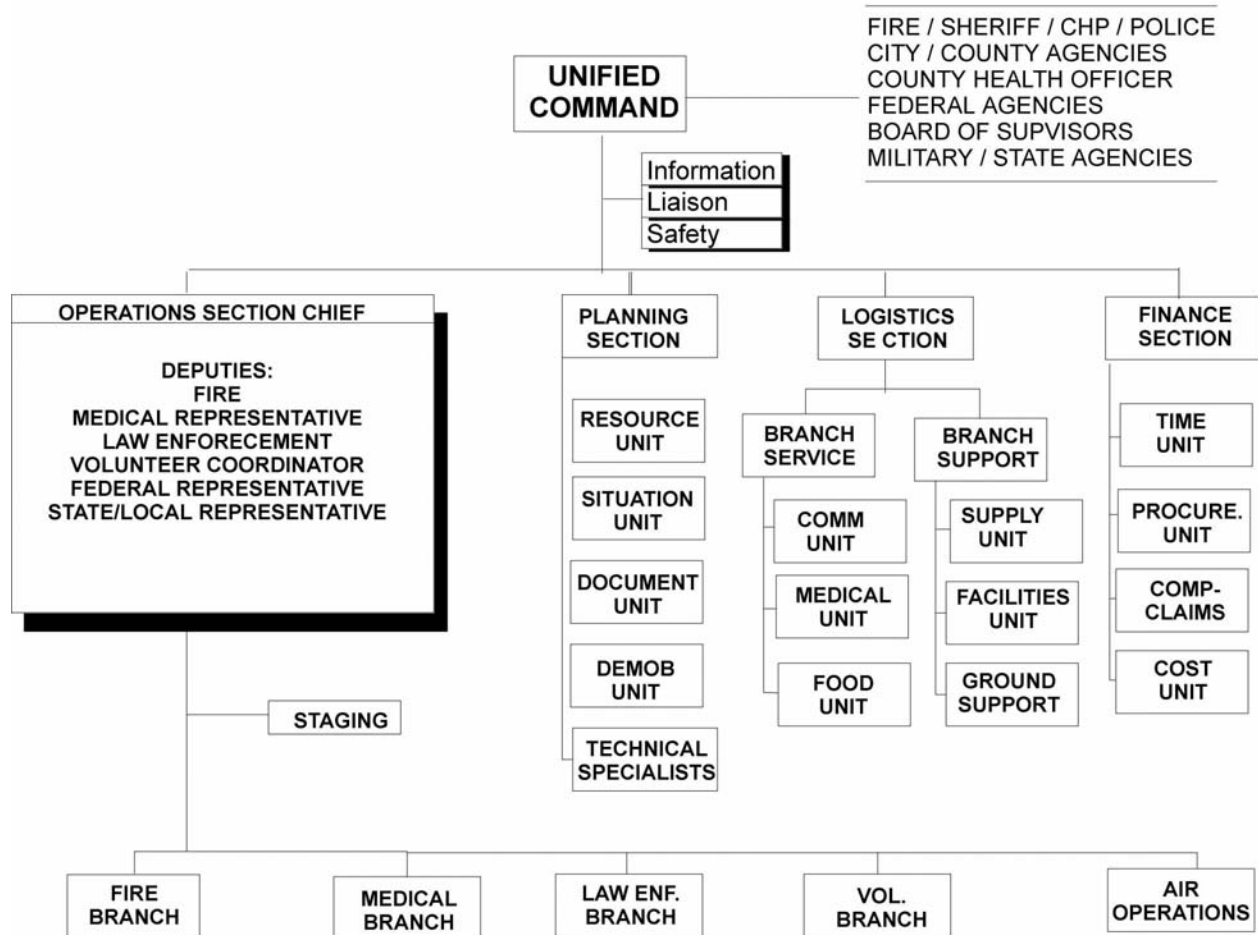 UNIFIED
COMMAND
FIRE / SHERIFF / CHP / POLICE
CITY / COUNTY AGENCIES
COUNTY HEALTH OFFICER
FEDERAL AGENCIES
BOARD OF SUPVISORS
MILITARY / STATE AGENCIES
Information
Liaison
Safety
OPERATIONS SECTION CHIEF
DEPUTIES:
FIRE
MEDICAL REPRESENTATIVE
LAW ENFORECEMENT
VOLUNTEER COORDINATOR
FEDERAL REPRESENTATIVE
STATE/LOCAL REPRESENTATIVE
PLANNING
SECTION
RESOURCE
UNIT
SITUATION
UNIT
DOCUMENT
UNIT
DEMOB
UNIT
TECHNICAL
SPECIALISTS
LOGISTICS
SE CTION
BRANCH
SERVICE
COMM
UNIT
MEDICAL
UNIT
FOOD
UNIT
BRANCH
SUPPORT
SUPPLY
UNIT
FACILITIES
UNIT
GROUND
SUPPORT
FINANCE
SECTION
TIME
UNIT
PROCURE.
UNIT
COMP-
CLAIMS
COST
UNIT
STAGING
FIRE
BRANCH
MEDICAL
BRANCH
LAW ENF.
BRANCH
VOL.
BRANCH
AIR
OPERATIONS